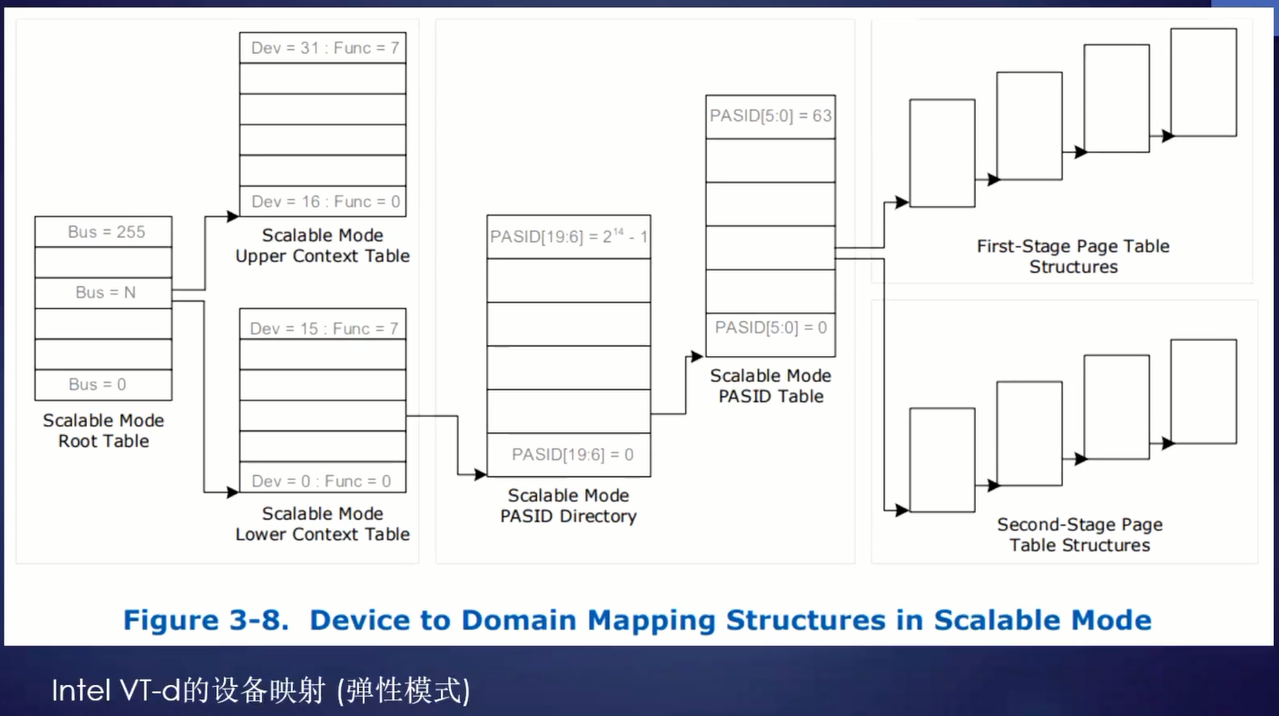 Dev = 31 : Func = 7
Dev = 16 : Func = 0
Scalable Mode
Upper Context Table
Bus = 255
Bus = N
Bus = 0
Scalable Mode
Root Table
Dev = 15 : Func = 7
Dev = 0 : Func = 0
Scalable Mode
Lower Context Table
PASID[19:6] = 2¹⁴ - 1
PASID[19:6] = 0
Scalable Mode
PASID Directory
PASID[5:0] = 63
PASID[5:0] = 0
Scalable Mode
PASID Table
First-Stage Page Table
Structures
Second-Stage Page
Table Structures
Figure 3-8. Device to Domain Mapping Structures in Scalable Mode
Intel VT-d的设备映射 (弹性模式)